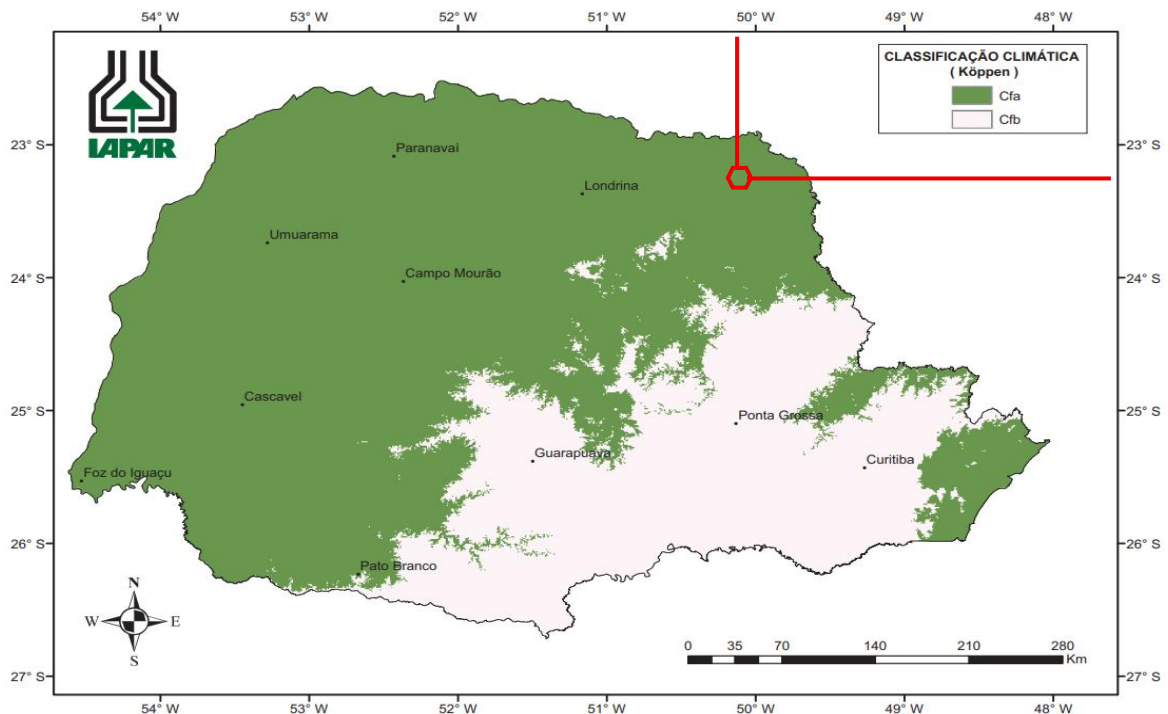 54° W 53° W 52° W 51° W 50° W 49° W 48° W
IAPAR
CLASSIFICAÇÃO CLIMÁTICA
( Köppen )
Cfa
Cfb
23° S 23° S
Paranavai
Londrina
Umuarama
24° S 24° S
Campo Mourão
25° S 25° S
Cascavel
Ponta Grossa
Guarapuava
Curitiba
Foz do Iguaçu
26° S 26° S
Pato Branco
N
W E
S
0 35 70 140 210 280
Km
27° S 27° S
54° W 53° W 52° W 51° W 50° W 49° W 48° W